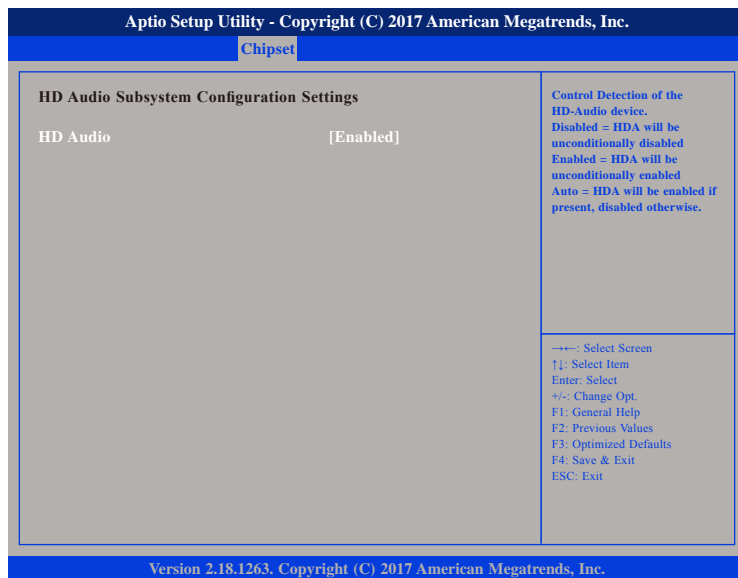 Aptio Setup Utility - Copyright (C) 2017 American Megatrends, Inc.
Chipset
HD Audio Subsystem Configuration Settings
HD Audio [Enabled]
Control Detection of the
HD-Audio device.
Disabled = HDA will be
unconditionally disabled
Enabled = HDA will be
unconditionally enabled
Auto = HDA will be enabled if
present, disabled otherwise.
→←: Select Screen
↑↓: Select Item
Enter: Select
+/-: Change Opt.
F1: General Help
F2: Previous Values
F3: Optimized Defaults
F4: Save & Exit
ESC: Exit
Version 2.18.1263. Copyright (C) 2017 American Megatrends, Inc.